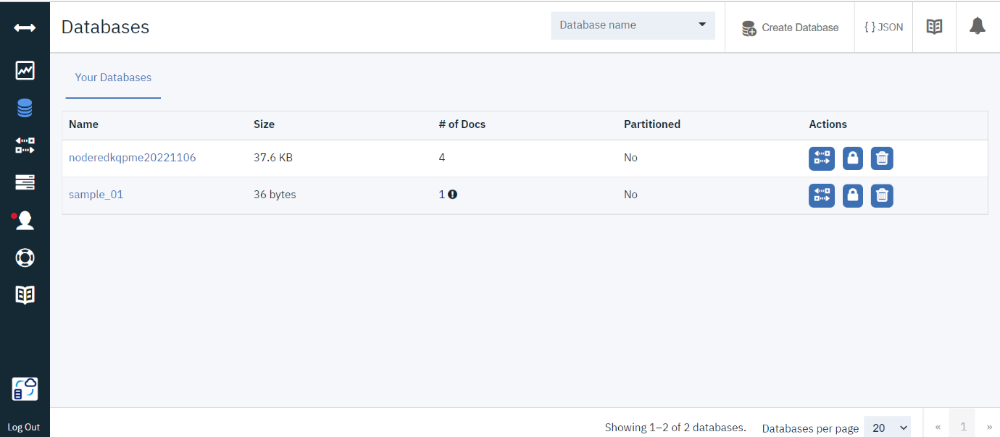 Databases
Database name
Create Database
{ } JSON
Your Databases
Name Size # of Docs Partitioned Actions
noderedkqpme20221106 37.6 KB 4 No
sample_01 36 bytes 1 No
Log Out
Showing 1–2 of 2 databases. Databases per page 20 « 1 »